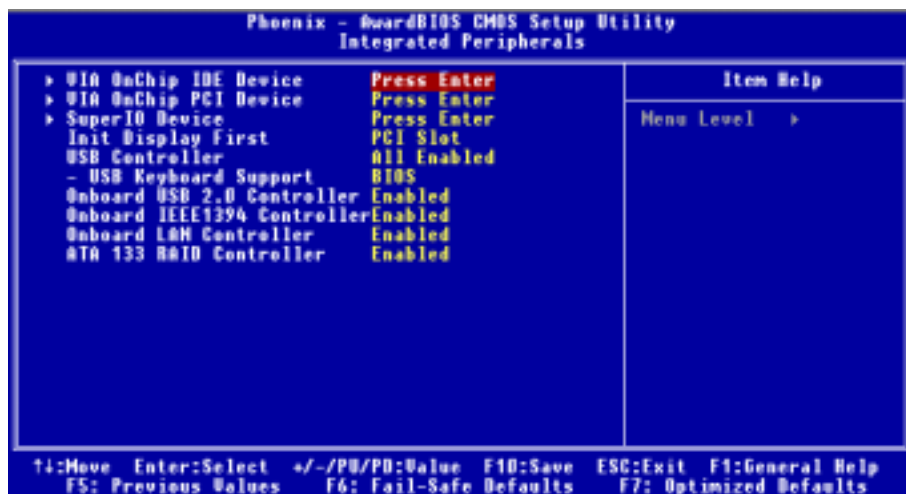 Phoenix - AwardBIOS CMOS Setup Utility
Integrated Peripherals
▸ VIA OnChip IDE Device Press Enter
▸ VIA OnChip PCI Device Press Enter
▸ SuperIO Device Press Enter
Init Display First PCI Slot
USB Controller All Enabled
- USB Keyboard Support BIOS
Onboard USB 2.0 Controller Enabled
Onboard IEEE1394 Controller Enabled
Onboard LAN Controller Enabled
ATA 133 RAID Controller Enabled
Item Help
Menu Level ▸
↑↓:Move Enter:Select +/-/PU/PD:Value F10:Save ESC:Exit F1:General Help
F5: Previous Values F6: Fail-Safe Defaults F7: Optimized Defaults